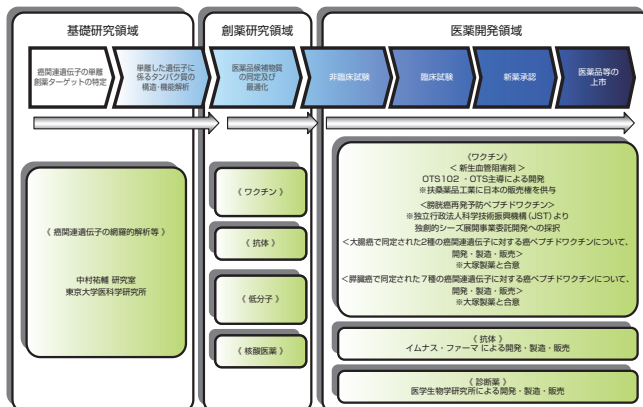 基礎研究領域
創薬研究領域
医薬開発領域
癌関連遺伝子の単離
創薬ターゲットの特定
単離した遺伝子に
係るタンパク質の
構造・機能解析
医薬品候補物質
の同定及び
最適化
非臨床試験
臨床試験
新薬承認
医薬品等の
上市
《 癌関連遺伝子の網羅的解析等 》
中村祐輔 研究室
東京大学医科学研究所
《 ワクチン 》
《 抗体 》
《 低分子 》
《 核酸医薬 》
《ワクチン》
< 新生血管阻害剤 >
OTS102 ・OTS主導による開発
※扶桑薬品工業に日本の販売権を供与
<膀胱癌再発予防ペプチドワクチン>
※独立行政法人科学技術振興機構(JST)より
独創的シーズ展開事業委託開発への採択
<大腸癌で同定された2種の癌関連遺伝子に対する癌ペプチドワクチンについて、
開発・製造・販売>
※大塚製薬と合意
<膵臓癌で同定された7種の癌関連遺伝子に対する癌ペプチドワクチンについて、
開発・製造・販売>
※大塚製薬と合意
《 抗体 》
イムナス・ファーマ による開発・製造・販売
《 診断薬 》
医学生物学研究所による開発・製造・販売